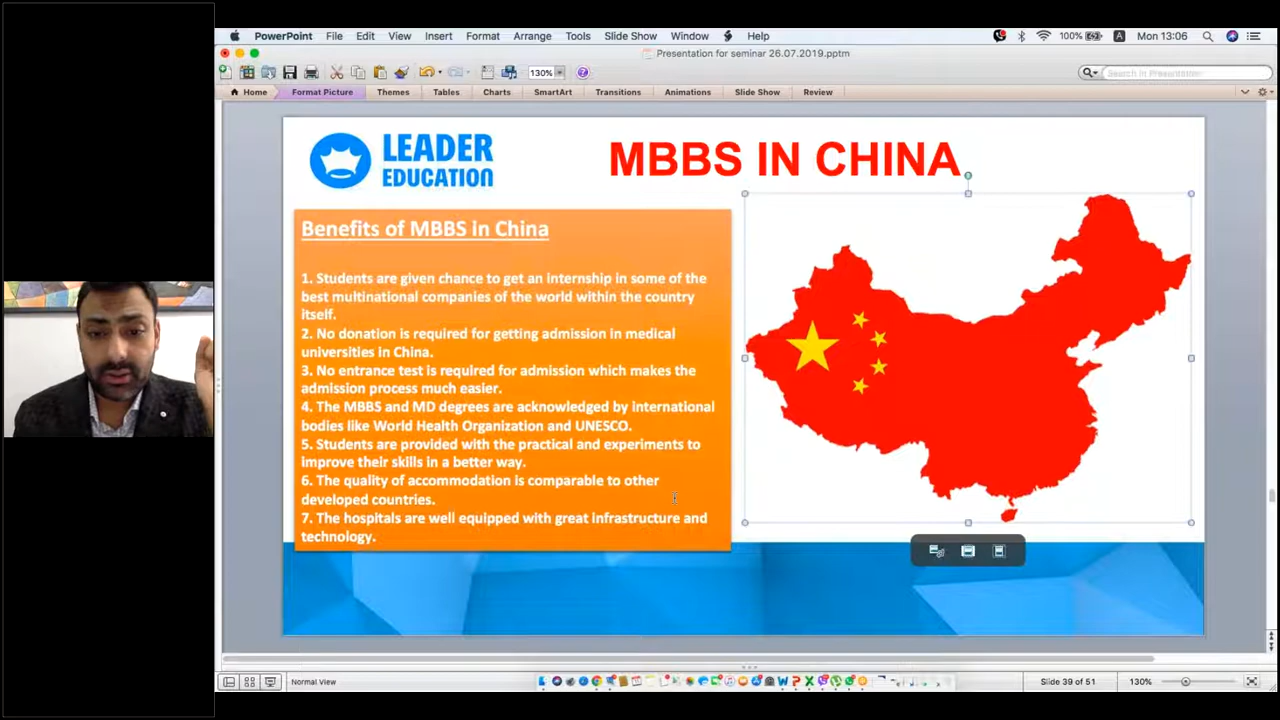 PowerPoint File Edit View Insert Format Arrange Tools Slide Show Window Help 100% A Mon 13:06
Presentation for seminar 26.07.2019.pptm
130% Search in Presentation
Home Format Picture Themes Tables Charts SmartArt Transitions Animations Slide Show Review
LEADER
EDUCATION
MBBS IN CHINA
Benefits of MBBS in China
1. Students are given chance to get an internship in some of the
best multinational companies of the world within the country
itself.
2. No donation is required for getting admission in medical
universities in China.
3. No entrance test is required for admission which makes the
admission process much easier.
4. The MBBS and MD degrees are acknowledged by international
bodies like World Health Organization and UNESCO.
5. Students are provided with the practical and experiments to
improve their skills in a better way.
6. The quality of accommodation is comparable to other
developed countries.
7. The hospitals are well equipped with great infrastructure and
technology.
Normal View Slide 39 of 51 130%